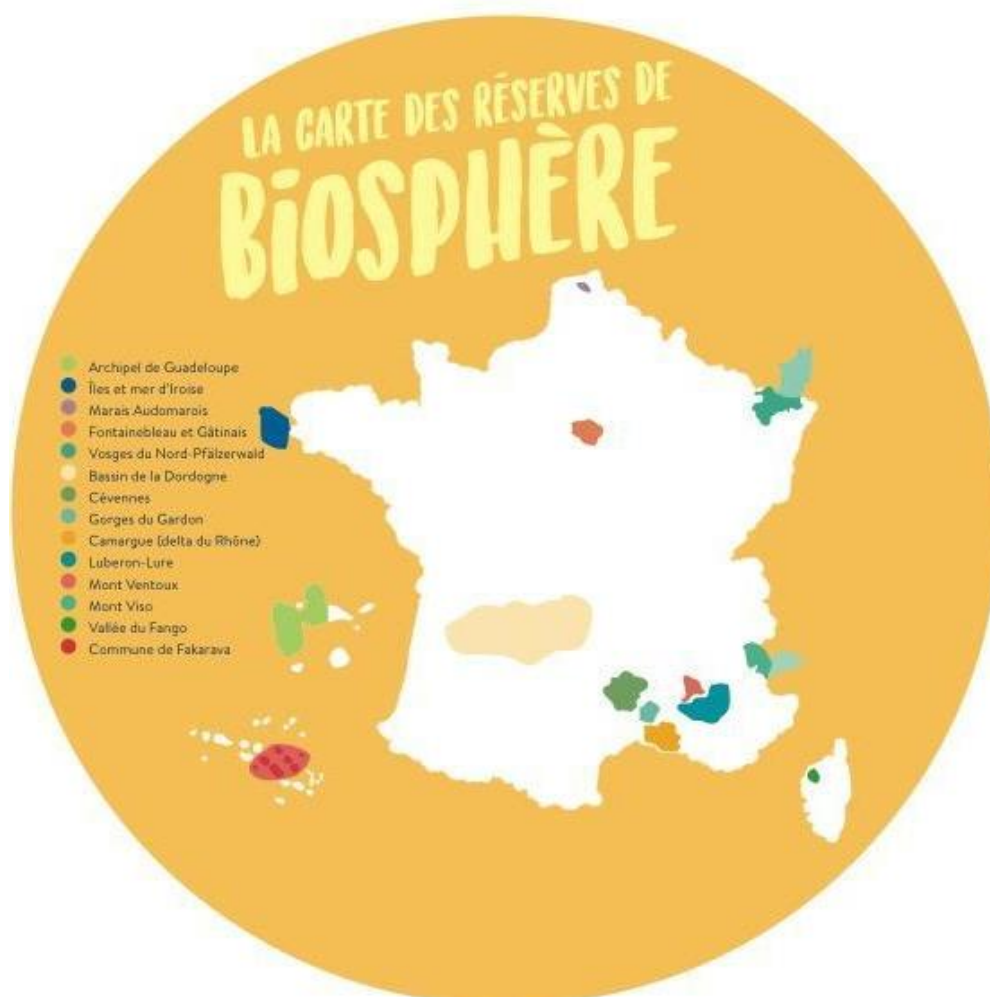 LA CARTE DES RÉSERVES DE
BIOSPHÈRE
Archipel de Guadeloupe
Îles et mer d'Iroise
Marais Audomarois
Fontainebleau et Gâtinais
Vosges du Nord-Pfälzerwald
Bassin de la Dordogne
Cévennes
Gorges du Gardon
Camargue (delta du Rhône)
Luberon-Lure
Mont Ventoux
Mont Viso
Vallée du Fango
Commune de Fakarava